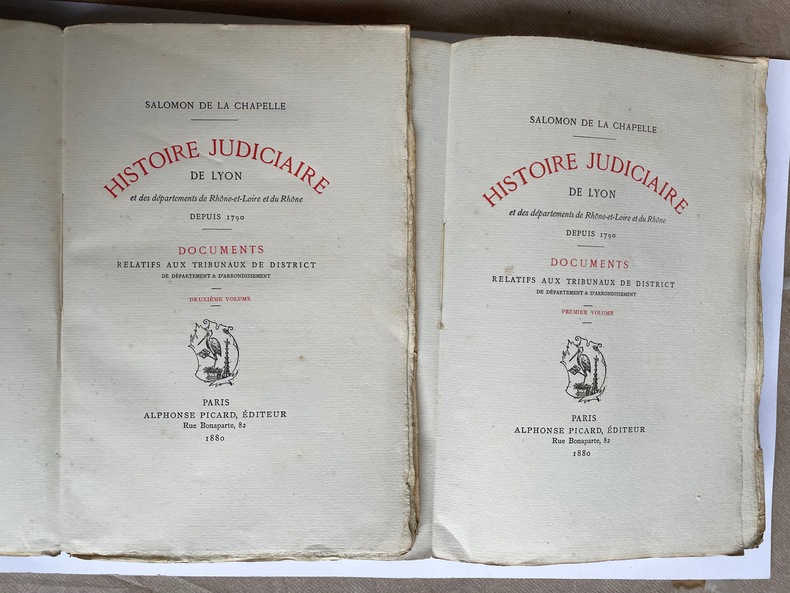 SALOMON DE LA CHAPELLE
HISTOIRE JUDICIAIRE
DE LYON
et des départements de Rhône-et-Loire et du Rhône
DEPUIS 1790
DOCUMENTS
RELATIFS AUX TRIBUNAUX DE DISTRICT
DE DÉPARTEMENT & D'ARRONDISSEMENT
DEUXIÈME VOLUME
PARIS
ALPHONSE PICARD, ÉDITEUR
Rue Bonaparte, 82
1880
SALOMON DE LA CHAPELLE
HISTOIRE JUDICIAIRE
DE LYON
et des départements de Rhône-et-Loire et du Rhône
DEPUIS 1790
DOCUMENTS
RELATIFS AUX TRIBUNAUX DE DISTRICT
DE DÉPARTEMENT & D'ARRONDISSEMENT
PREMIER VOLUME
PARIS
ALPHONSE PICARD, ÉDITEUR
Rue Bonaparte, 82
1880